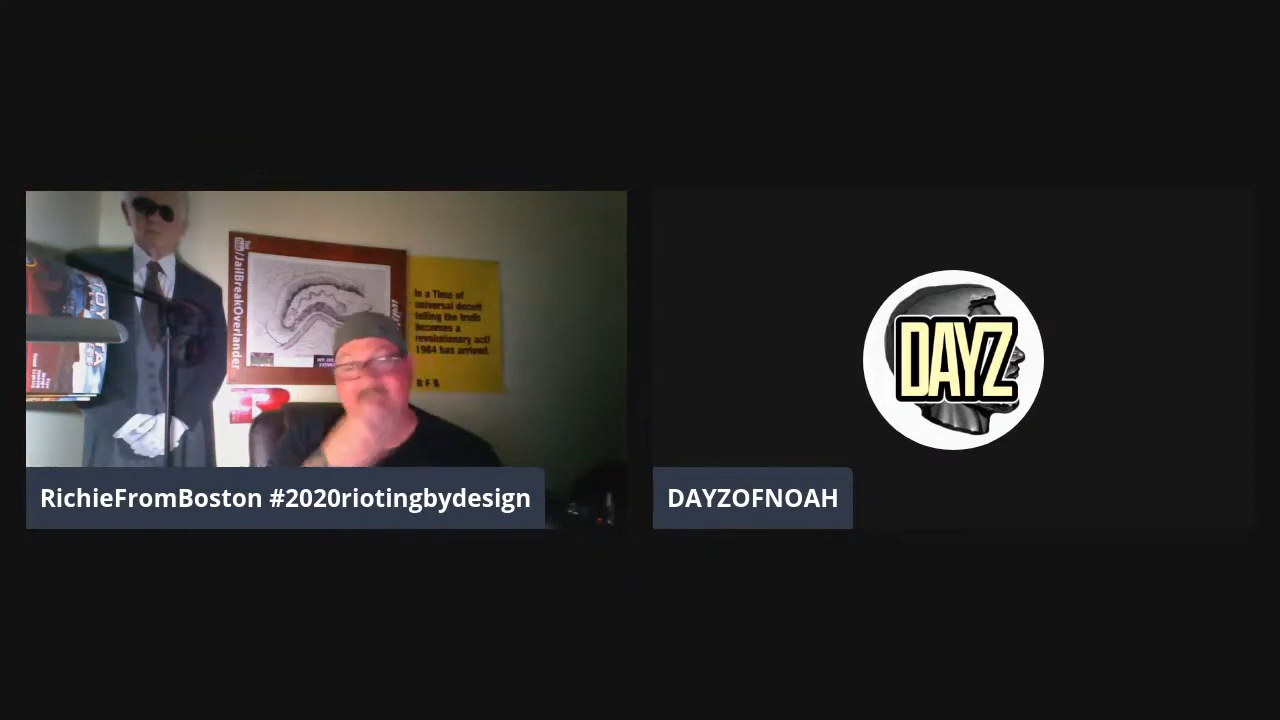 /JailBreakOverlander
In a Time of
universal deceit
telling the truth
becomes a
revolutionary act!
1984 has arrived.
B F B
TOYOTA
DAYZ
RichieFromBoston #2020riotingbydesign
DAYZOFNOAH